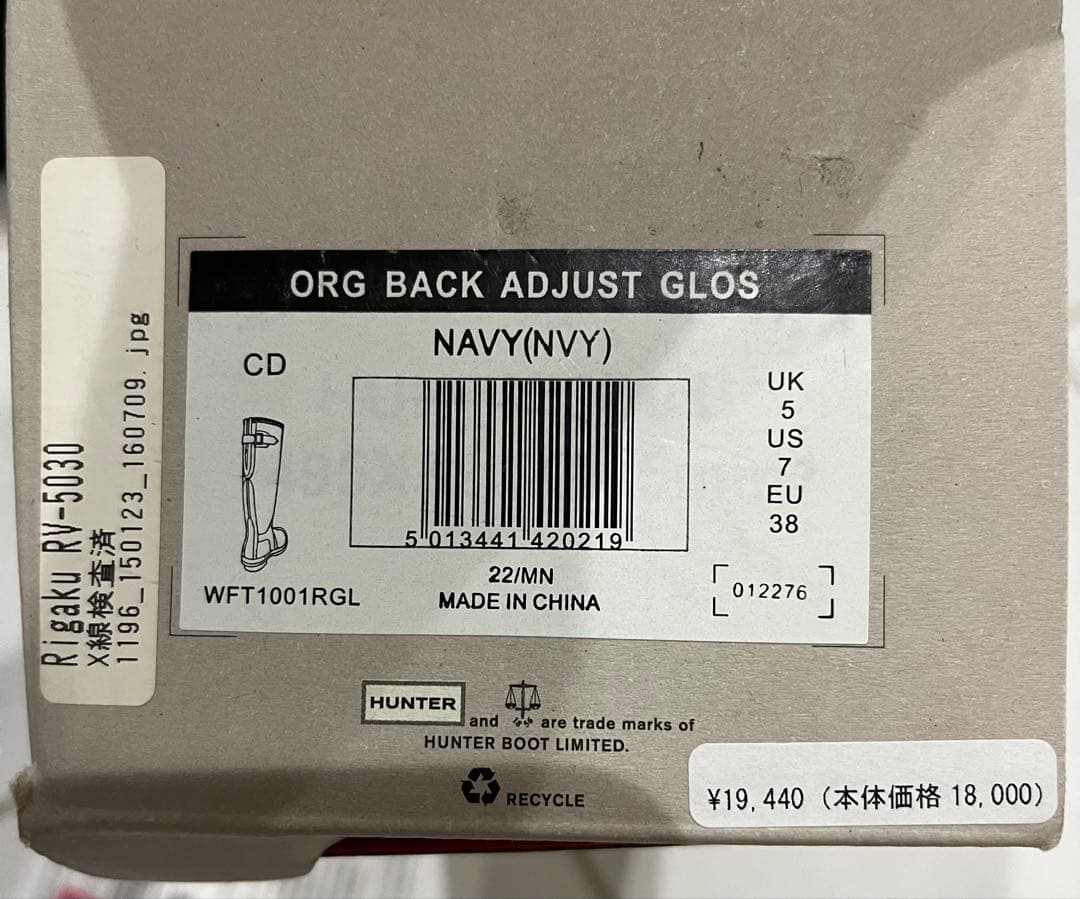 Rigaku RV-5030
X線検査済
1196_150123_160709.jpg
ORG BACK ADJUST GLOS
NAVY(NVY)
CD
WFT1001RGL
5 013441 420219
22/MN
MADE IN CHINA
UK
5
US
7
EU
38
012276
HUNTER and are trade marks of
HUNTER BOOT LIMITED.
RECYCLE
¥19,440 (本体価格 18,000)